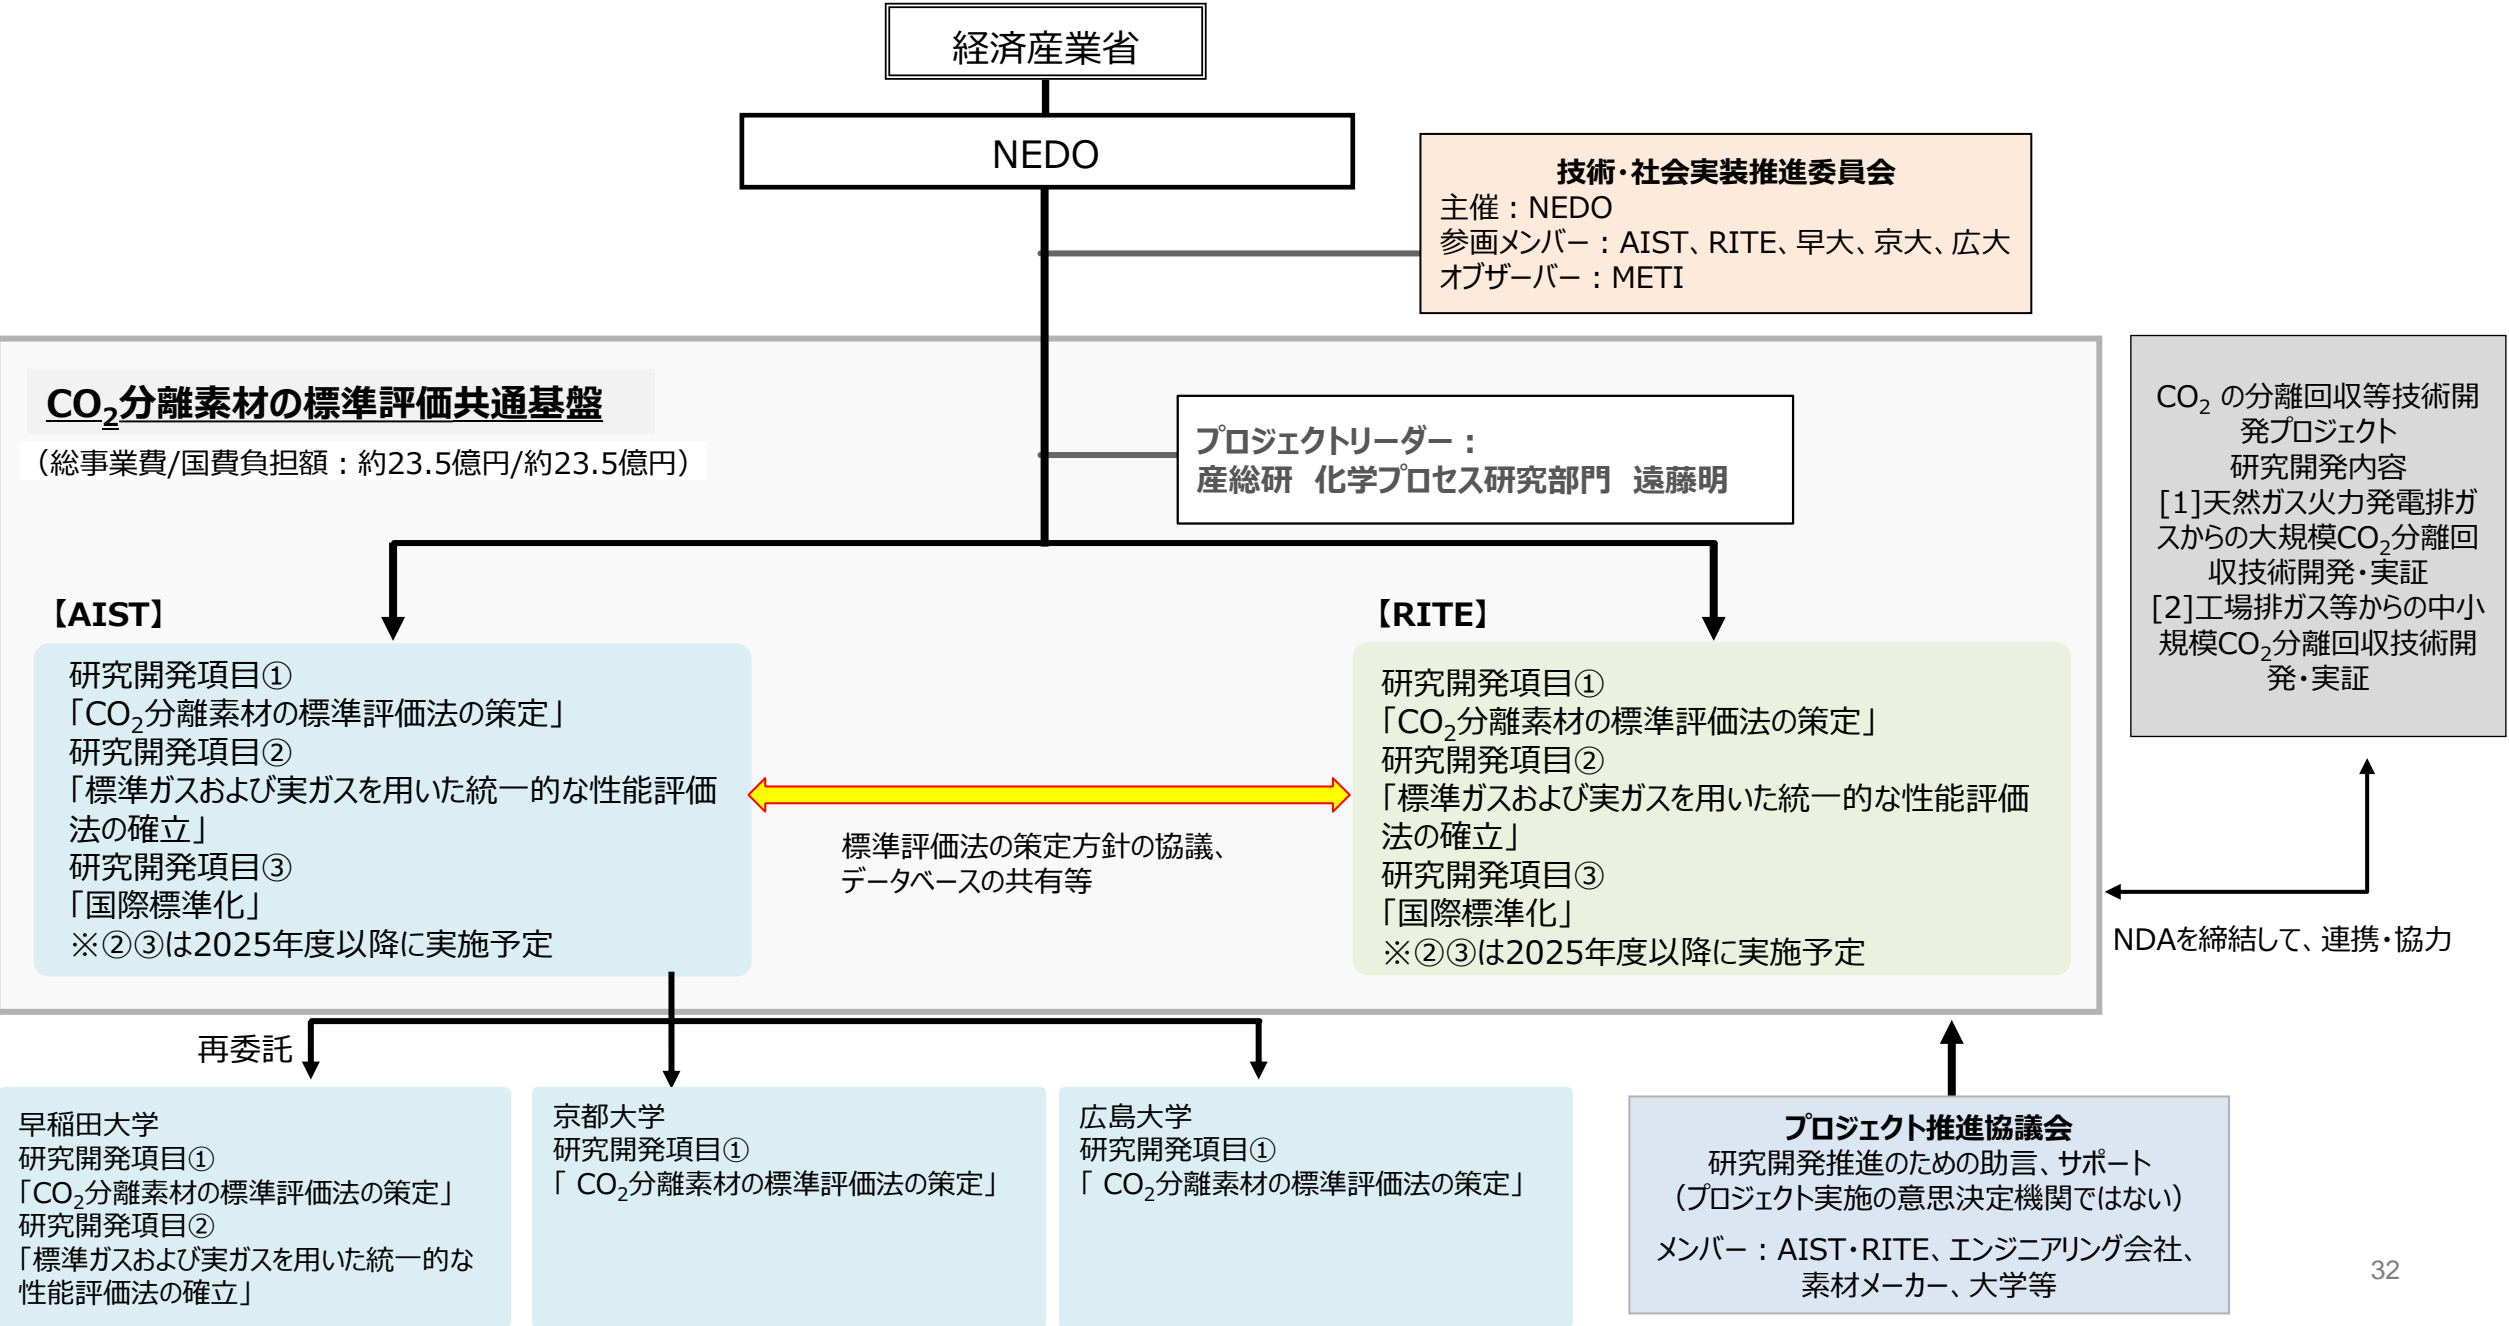 経済産業省
NEDO
技術・社会実装推進委員会
主催：NEDO
参画メンバー：AIST、RITE、早大、京大、広大
オブザーバー：METI
CO₂分離素材の標準評価共通基盤
（総事業費/国費負担額：約23.5億円/約23.5億円）
プロジェクトリーダー：
産総研　化学プロセス研究部門　遠藤明
CO₂ の分離回収等技術開
発プロジェクト
研究開発内容
[1]天然ガス火力発電排ガ
スからの大規模CO₂分離回
収技術開発・実証
[2]工場排ガス等からの中小
規模CO₂分離回収技術開
発・実証
【AIST】
研究開発項目①
「CO₂分離素材の標準評価法の策定」
研究開発項目②
「標準ガスおよび実ガスを用いた統一的な性能評価
法の確立」
研究開発項目③
「国際標準化」
※②③は2025年度以降に実施予定
標準評価法の策定方針の協議、
データベースの共有等
【RITE】
研究開発項目①
「CO₂分離素材の標準評価法の策定」
研究開発項目②
「標準ガスおよび実ガスを用いた統一的な性能評価
法の確立」
研究開発項目③
「国際標準化」
※②③は2025年度以降に実施予定
NDAを締結して、連携・協力
再委託
早稲田大学
研究開発項目①
「CO₂分離素材の標準評価法の策定」
研究開発項目②
「標準ガスおよび実ガスを用いた統一的な
性能評価法の確立」
京都大学
研究開発項目①
「 CO₂分離素材の標準評価法の策定」
広島大学
研究開発項目①
「 CO₂分離素材の標準評価法の策定」
プロジェクト推進協議会
研究開発推進のための助言、サポート
（プロジェクト実施の意思決定機関ではない）
メンバー：AIST・RITE、エンジニアリング会社、
素材メーカー、大学等
32